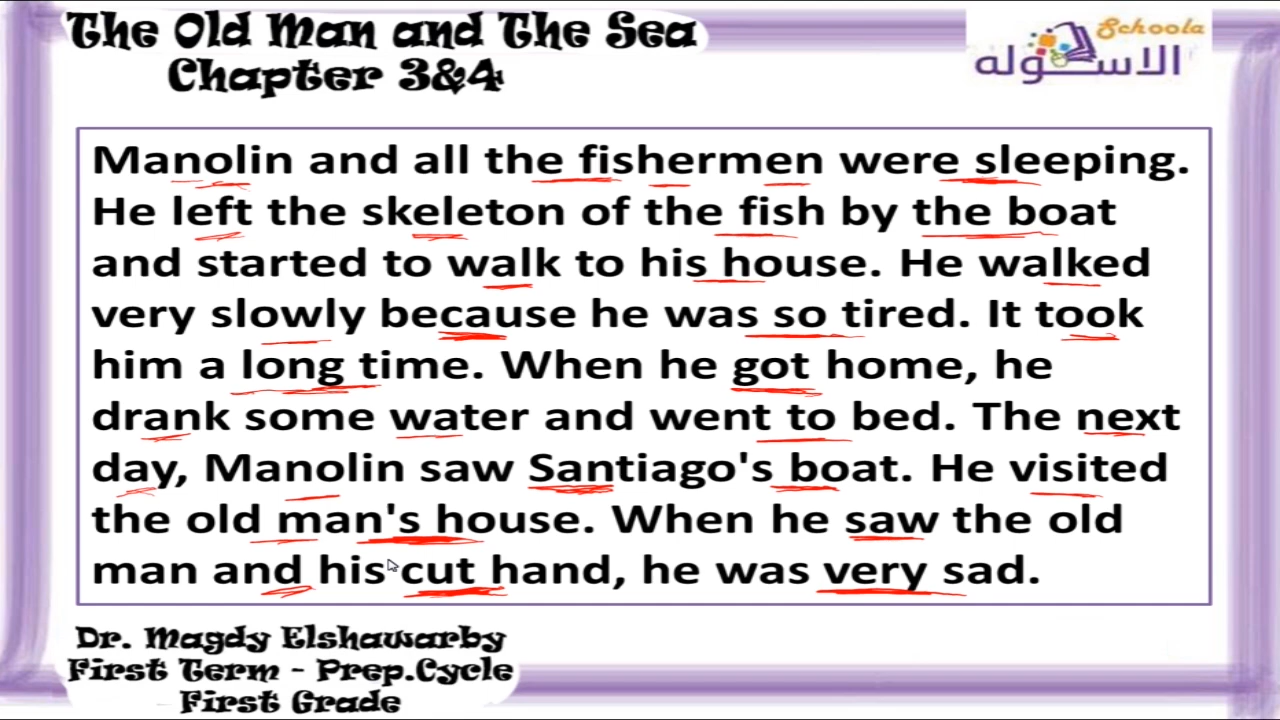 The Old Man and The Sea
Chapter 3&4
Schoola
الاسكوله
Manolin and all the fishermen were sleeping.
He left the skeleton of the fish by the boat
and started to walk to his house. He walked
very slowly because he was so tired. It took
him a long time. When he got home, he
drank some water and went to bed. The next
day, Manolin saw Santiago's boat. He visited
the old man's house. When he saw the old
man and his cut hand, he was very sad.
Dr. Magdy Elshawarby
First Term - Prep.Cycle
First Grade